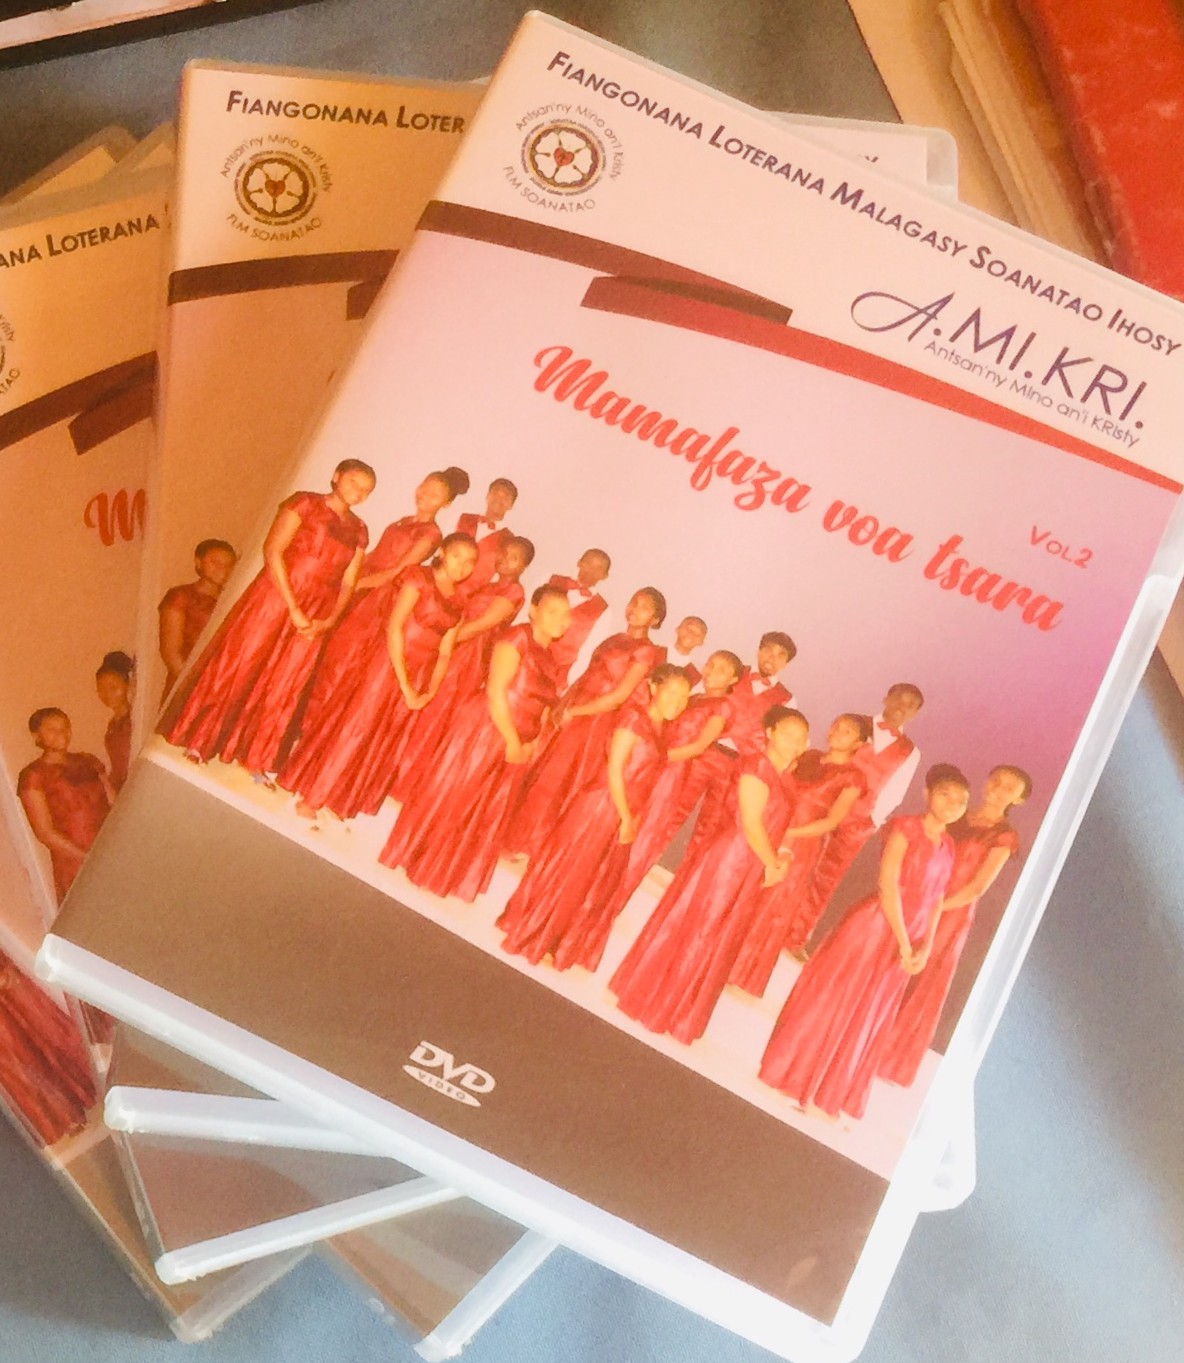 FIANGONANA LOTERANA MALAGASY SOANATAO IHOSY
Antsan'ny Mino an'i Kristy
FLM SOANATAO
A.MI.KRI.
Antsan'ny MIno an'i KRIsty
Mamafaza voa tsara
VOL.2
DVD
VIDEO
FIANGONANA LOTER
Antsan'ny Mino an'i Kristy
FLM SOANATAO
ANA LOTERANA
Kristy
M